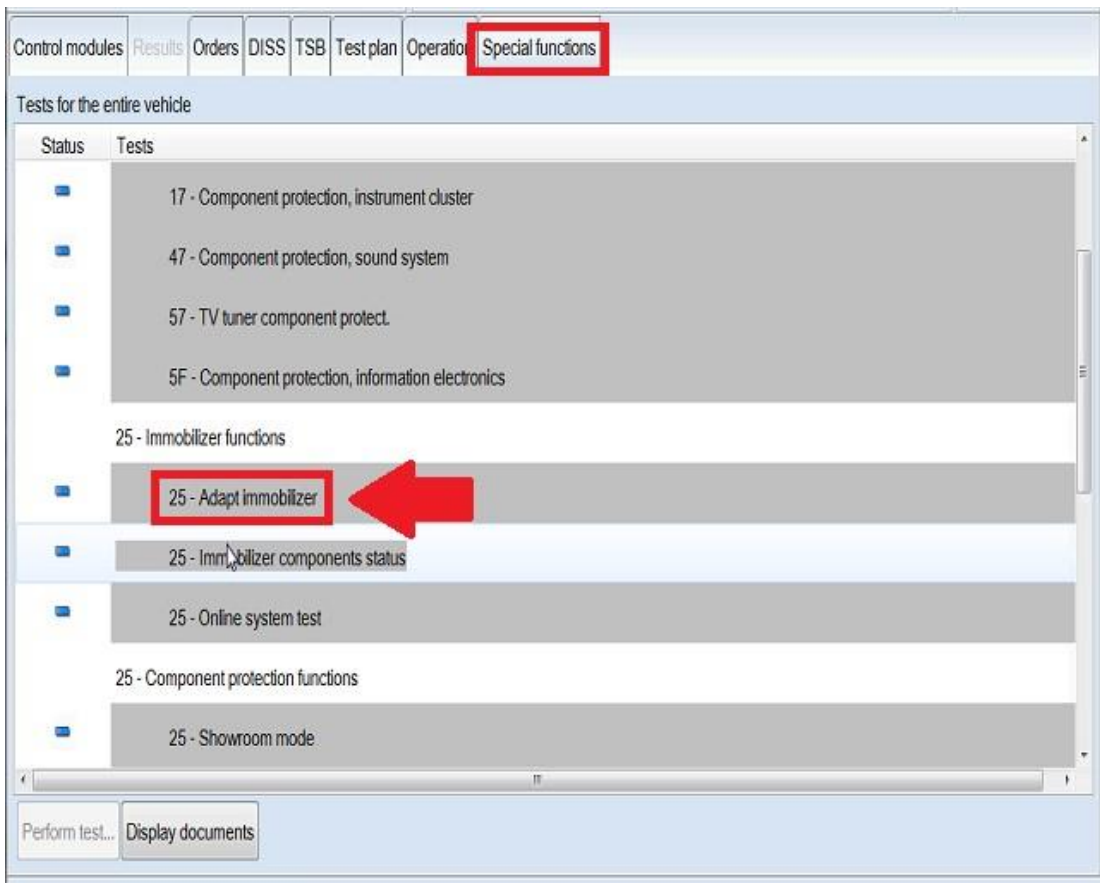 Control modules Results Orders DISS TSB Test plan Operation Special functions
Tests for the entire vehicle
Status Tests
17 - Component protection, instrument cluster
47 - Component protection, sound system
57 - TV tuner component protect.
5F - Component protection, information electronics
25 - Immobilizer functions
25 - Adapt immobilizer
25 - Immobilizer components status
25 - Online system test
25 - Component protection functions
25 - Showroom mode
Perform test... Display documents